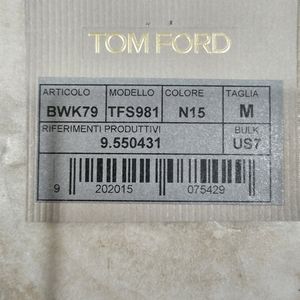 TOM FORD
ARTICOLO MODELLO COLORE TAGLIA
BWK79 TFS981 N15 M
RIFERIMENTI PRODUTTIVI BULK
9.550431 US7
9 202015 075429